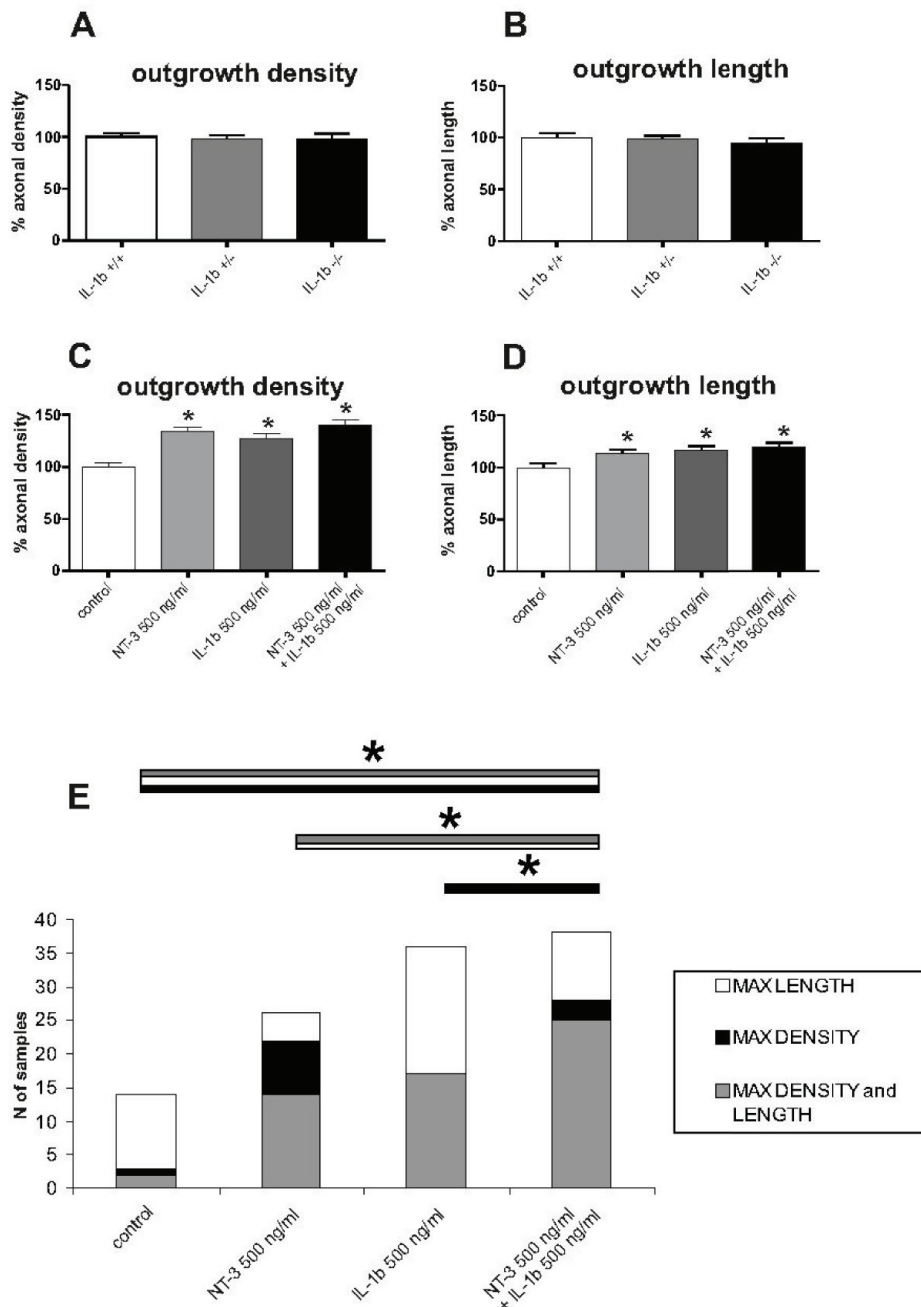 A
outgrowth density
% axonal density
150
100
50
0
IL-1b +/+
IL-1b +/-
IL-1b -/-
B
outgrowth length
% axonal length
150
100
50
0
IL-1b +/+
IL-1b +/-
IL-1b -/-
C
outgrowth density
% axonal density
150
100
50
0
*
*
*
control
NT-3 500 ng/ml
IL-1b 500 ng/ml
NT-3 500 ng/ml
+ IL-1b 500 ng/ml
D
outgrowth length
% axonal length
150
100
50
0
*
*
*
control
NT-3 500 ng/ml
IL-1b 500 ng/ml
NT-3 500 ng/ml
+ IL-1b 500 ng/ml
E
*
*
*
N of samples
40
35
30
25
20
15
10
5
0
control
NT-3 500 ng/ml
IL-1b 500 ng/ml
NT-3 500 ng/ml
+ IL-1b 500 ng/ml
MAX LENGTH
MAX DENSITY
MAX DENSITY and
LENGTH